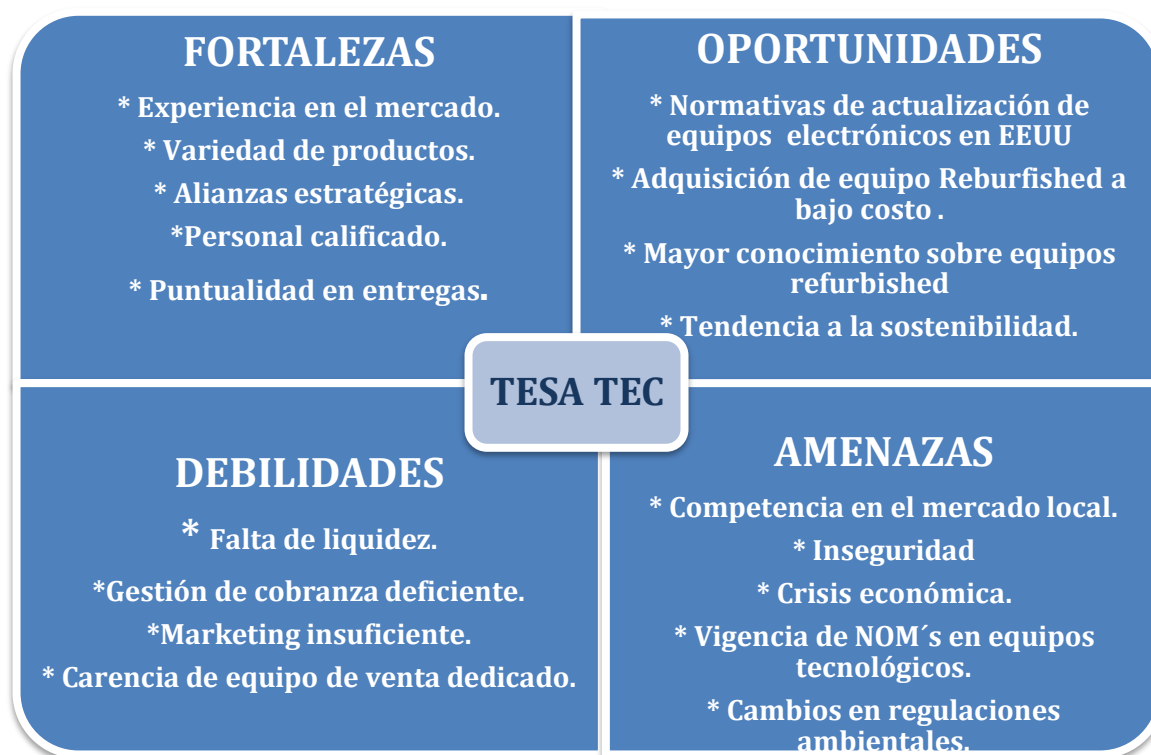 FORTALEZAS
* Experiencia en el mercado.
* Variedad de productos.
* Alianzas estratégicas.
*Personal calificado.
* Puntualidad en entregas.
OPORTUNIDADES
* Normativas de actualización de
equipos electrónicos en EEUU
* Adquisición de equipo Reburfished a
bajo costo .
* Mayor conocimiento sobre equipos
refurbished
* Tendencia a la sostenibilidad.
TESA TEC
DEBILIDADES
* Falta de liquidez.
*Gestión de cobranza deficiente.
*Marketing insuficiente.
* Carencia de equipo de venta dedicado.
AMENAZAS
* Competencia en el mercado local.
* Inseguridad
* Crisis económica.
* Vigencia de NOM´s en equipos
tecnológicos.
* Cambios en regulaciones
ambientales.